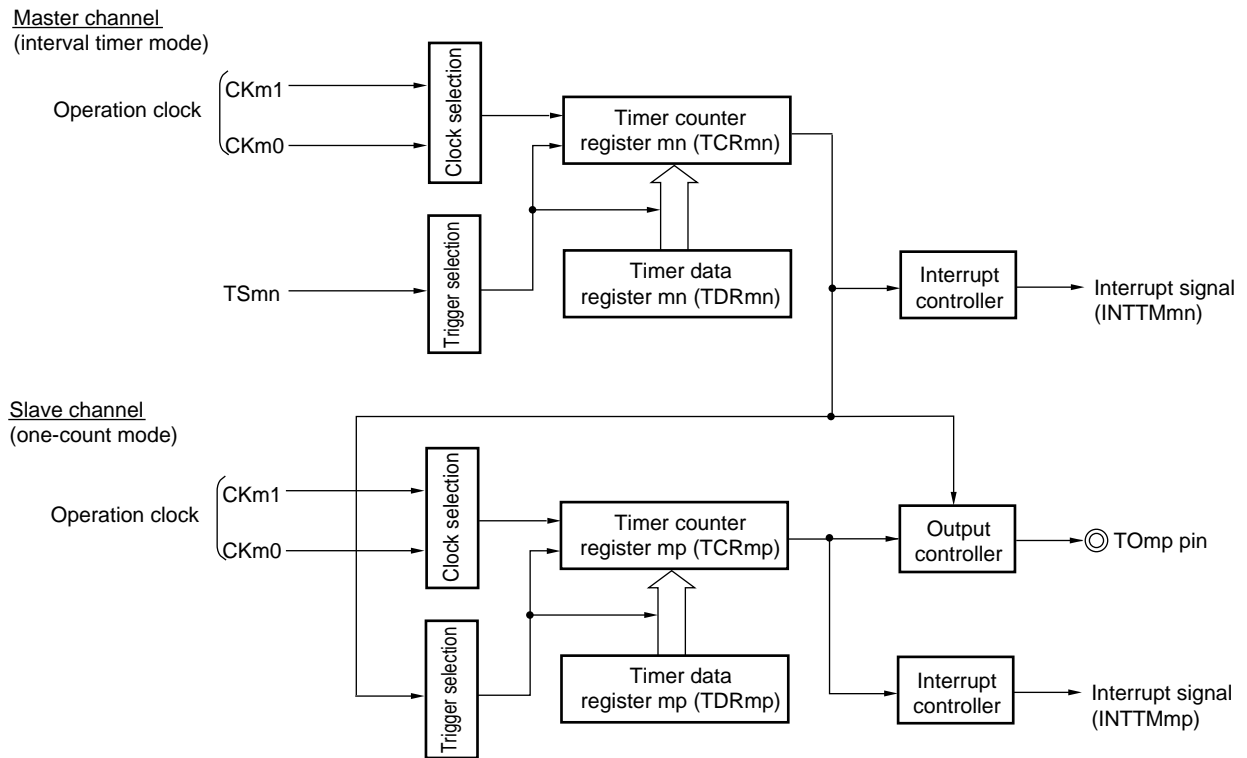 Master channel
(interval timer mode)
Operation clock
CKm1
CKm0
Clock selection
Timer counter
register mn (TCRmn)
TSmn
Trigger selection
Timer data
register mn (TDRmn)
Interrupt
controller
Interrupt signal
(INTTMmn)
Slave channel
(one-count mode)
Operation clock
CKm1
CKm0
Clock selection
Timer counter
register mp (TCRmp)
Output
controller
TOmp pin
Trigger selection
Timer data
register mp (TDRmp)
Interrupt
controller
Interrupt signal
(INTTMmp)